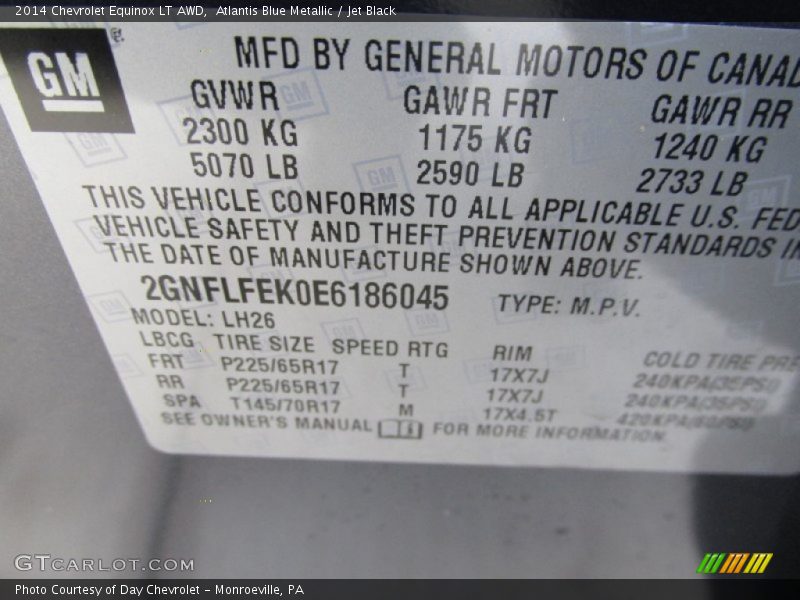 2014 Chevrolet Equinox LT AWD,  Atlantis Blue Metallic / Jet Black
GM
MFD BY GENERAL MOTORS OF CANAD
GVWR GAWR FRT GAWR RR
2300 KG 1175 KG 1240 KG
5070 LB 2590 LB 2733 LB
THIS VEHICLE CONFORMS TO ALL APPLICABLE U.S. FED
VEHICLE SAFETY AND THEFT PREVENTION STANDARDS IN
THE DATE OF MANUFACTURE SHOWN ABOVE.
2GNFLFEK0E6186045 TYPE: M.P.V.
MODEL: LH26
LBCG TIRE SIZE SPEED RTG RIM COLD TIRE PRE
FRT P225/65R17 T 17X7J 240KPA(35PSI)
RR P225/65R17 T 17X7J 240KPA(35PSI)
SPA T145/70R17 M 17X4.5T 420KPA(60PSI)
SEE OWNER'S MANUAL FOR MORE INFORMATION.
GTCARLOT.COM
Photo Courtesy of Day Chevrolet – Monroeville, PA